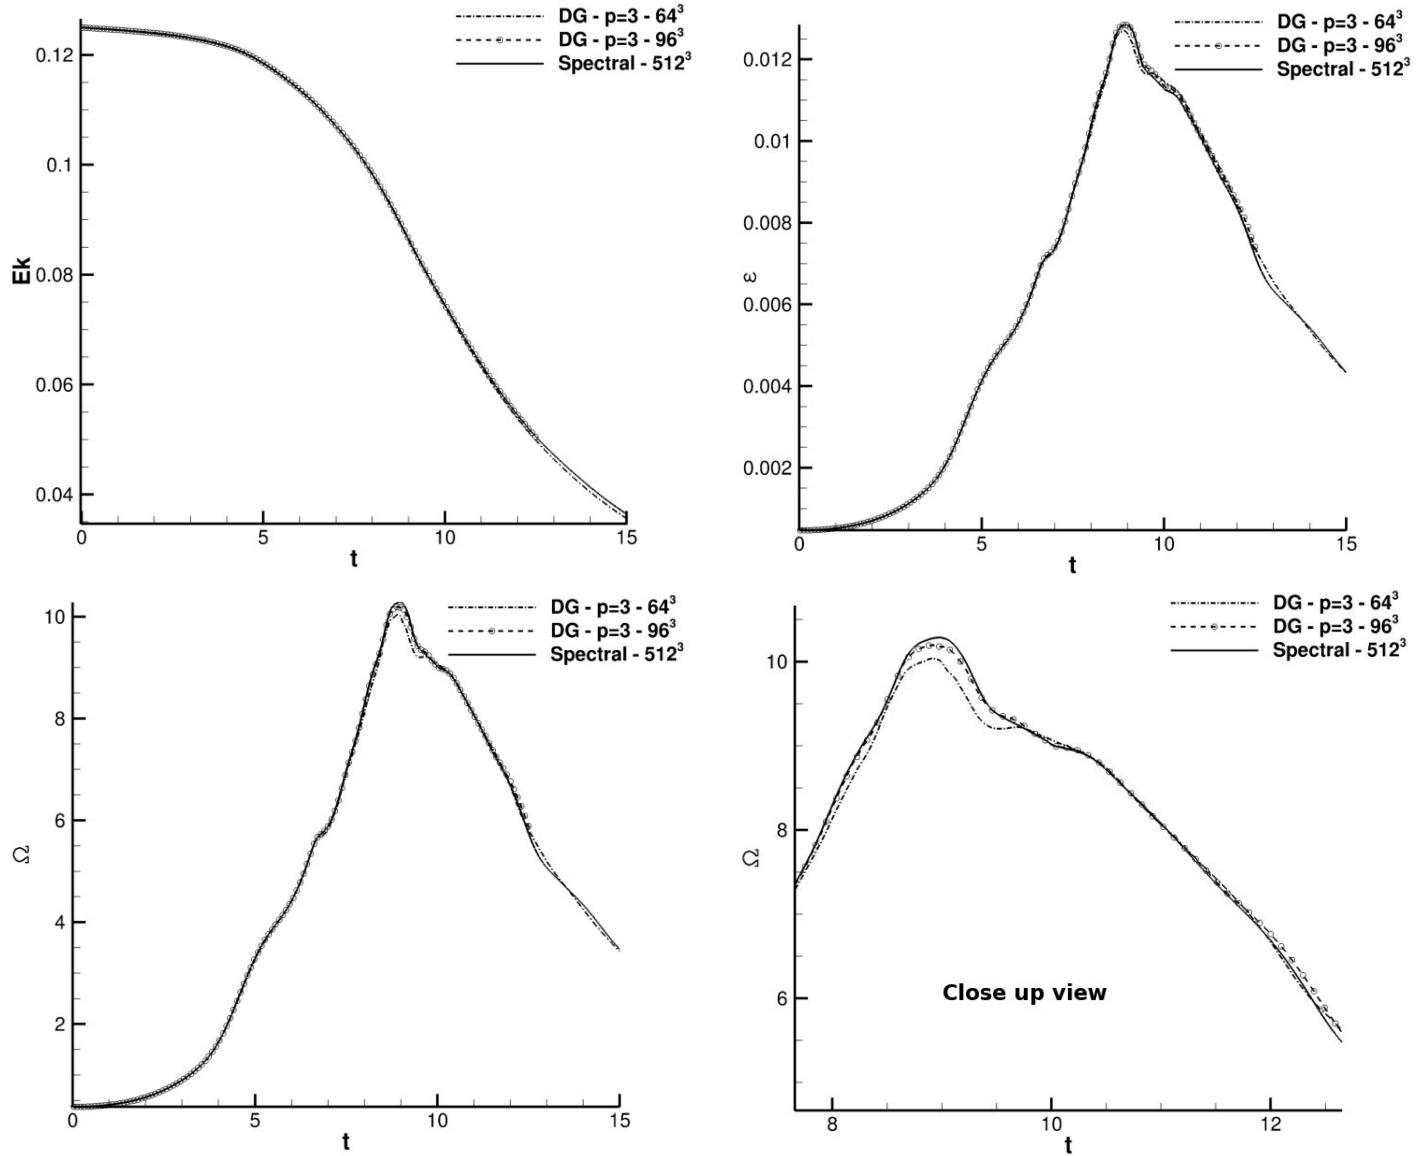 DG - p=3 - 64³
DG - p=3 - 96³
Spectral - 512³
0.12
0.1
0.08
0.06
0.04
Ek
0
5
10
15
t
DG - p=3 - 64³
DG - p=3 - 96³
Spectral - 512³
0.012
0.01
0.008
0.006
0.004
0.002
ε
0
5
10
15
t
DG - p=3 - 64³
DG - p=3 - 96³
Spectral - 512³
10
8
6
4
2
Ω
0
5
10
15
t
DG - p=3 - 64³
DG - p=3 - 96³
Spectral - 512³
10
8
6
Ω
Close up view
8
10
12
t